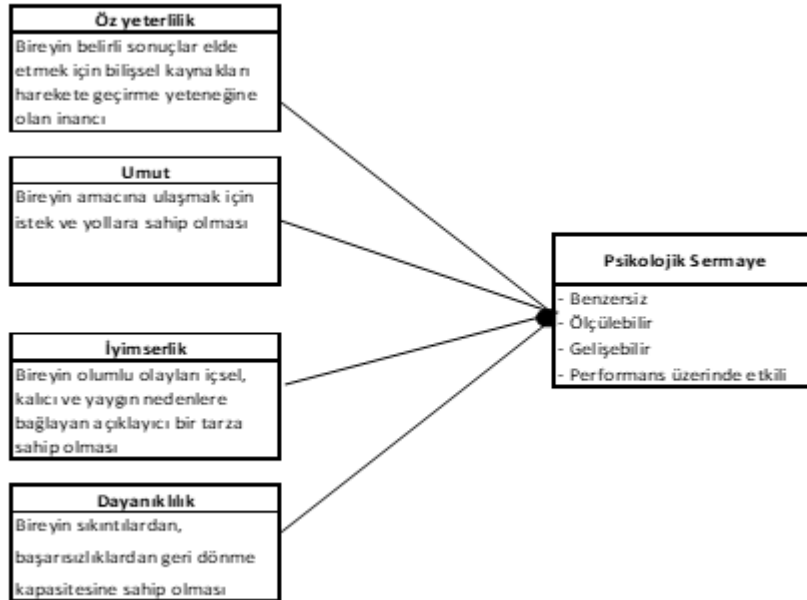 Öz yeterlilik
Bireyin belirli sonuçlar elde
etmek için bilişsel kaynakları
harekete geçirme yeteneğine
olan inancı
Umut
Bireyin amacına ulaşmak için
istek ve yollara sahip olması
İyimserlik
Bireyin olumlu olayları içsel,
kalıcı ve yaygın nedenlere
bağlayan açıklayıcı bir tarza
sahip olması
Dayanıklılık
Bireyin sıkıntılardan,
başarısızlıklardan geri dönme
kapasitesine sahip olması
Psikolojik Sermaye
- Benzersiz
- Ölçülebilir
- Gelişebilir
- Performans üzerinde etkili